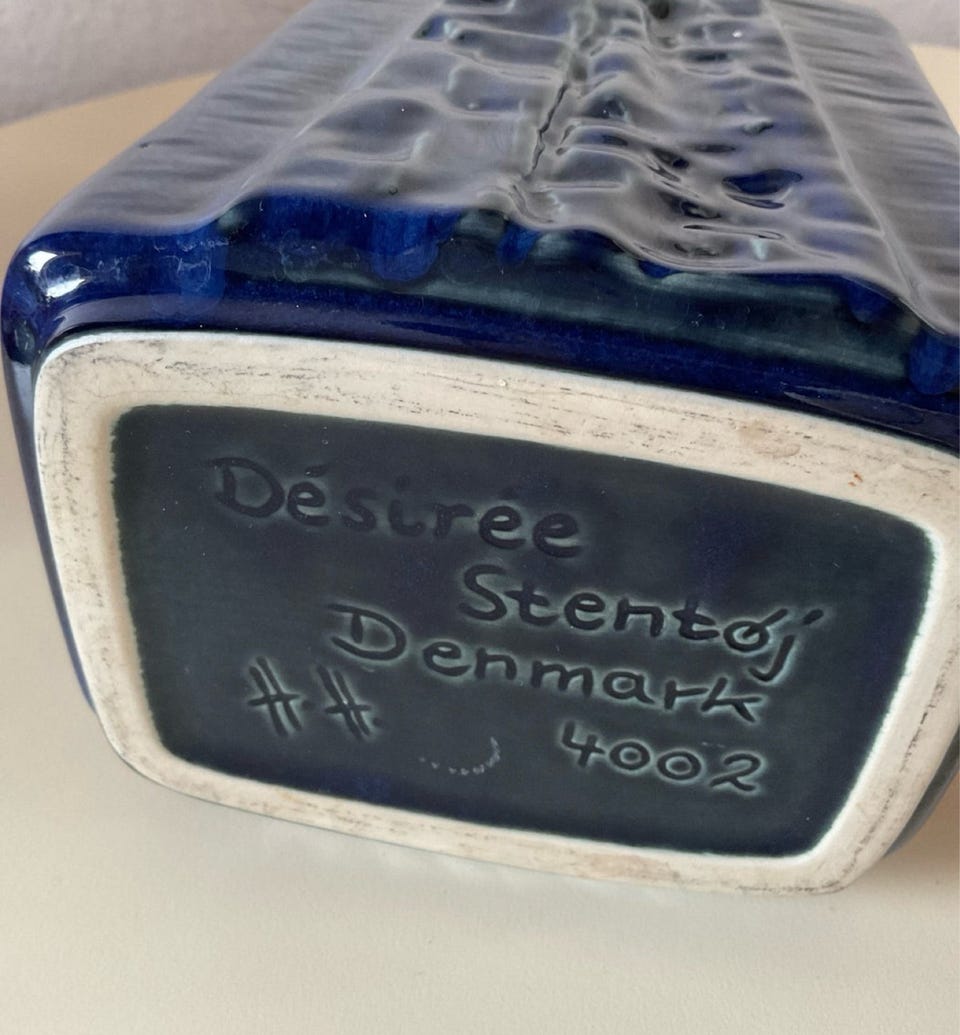 Désirée
Stentøj
Denmark
H.H.
4002